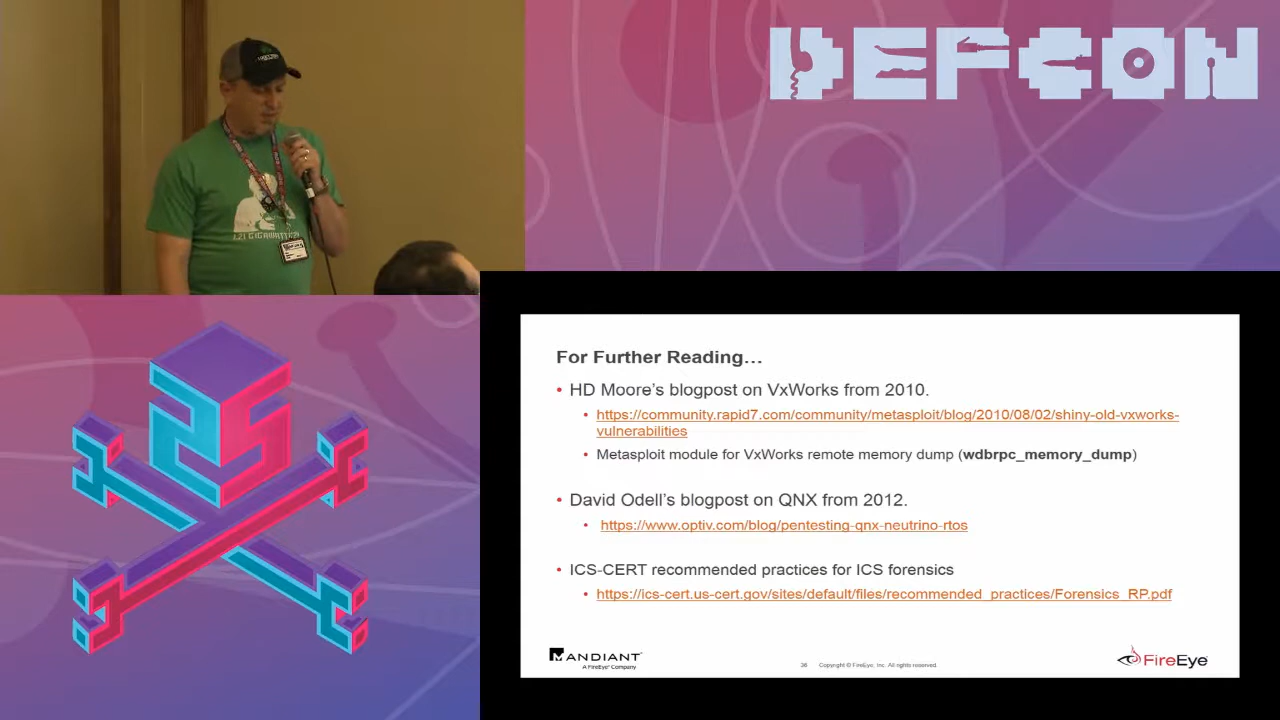 DEFCON
1.21 GIGAWATTS
For Further Reading…
• HD Moore's blogpost on VxWorks from 2010.
• https://community.rapid7.com/community/metasploit/blog/2010/08/02/shiny-old-vxworks-
vulnerabilities
• Metasploit module for VxWorks remote memory dump (wdbrpc_memory_dump)
• David Odell's blogpost on QNX from 2012.
• https://www.optiv.com/blog/pentesting-qnx-neutrino-rtos
• ICS-CERT recommended practices for ICS forensics
• https://ics-cert.us-cert.gov/sites/default/files/recommended_practices/Forensics_RP.pdf
MANDIANT
A FireEye® Company
36 Copyright © FireEye, Inc. All rights reserved.
FireEye